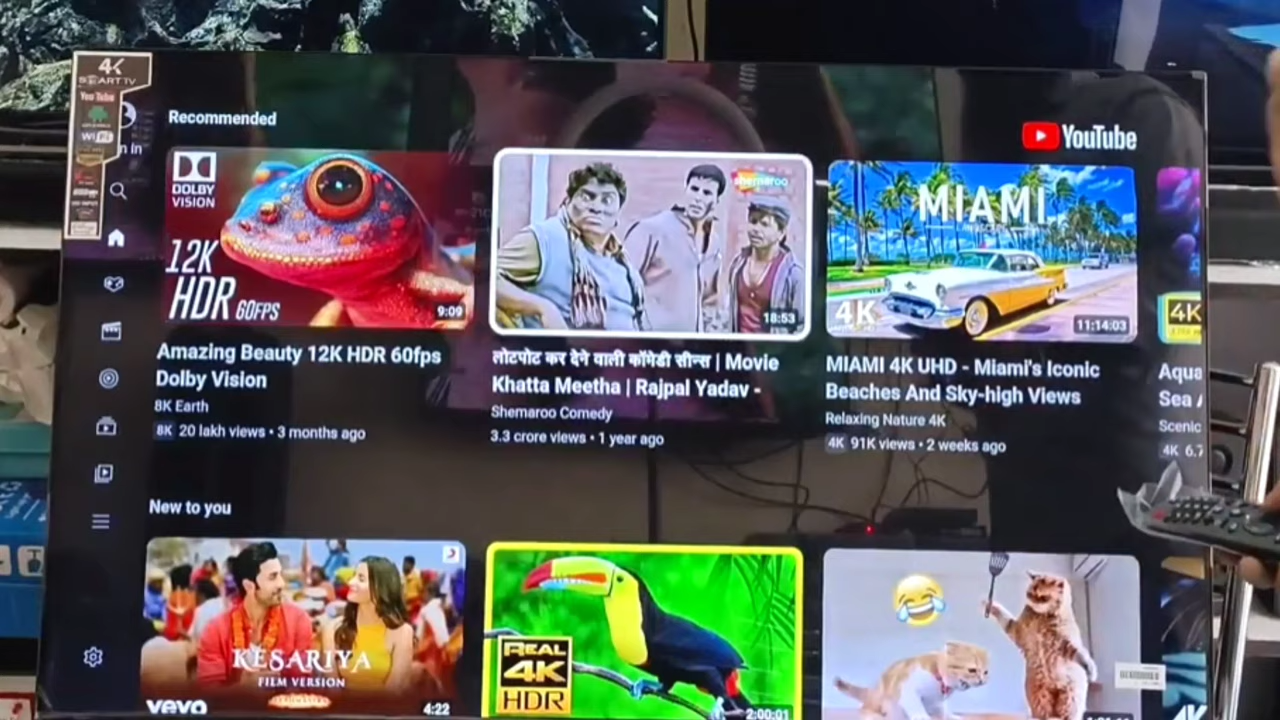 4K
SMART TV
YouTube
WiFi
n in
Recommended
YouTube
DOLBY
VISION
12K
HDR 60FPS
9:09
shemaroo
18:53
MIAMI
4K
11:14:03
4K
Amazing Beauty 12K HDR 60fps
Dolby Vision
8K Earth
8K 20 lakh views • 3 months ago
लोटपोट कर देने वाली कॉमेडी सीन्स | Movie
Khatta Meetha | Rajpal Yadav -
Shemaroo Comedy
3.3 crore views • 1 year ago
MIAMI 4K UHD - Miami's Iconic
Beaches And Sky-high Views
Relaxing Nature 4K
4K 91K views • 2 weeks ago
Aqua
Sea
Scenic
4K 6.7
New to you
KESARIYA
FILM VERSION
vevo
4:22
REAL
4K
HDR
2:00:01
4K